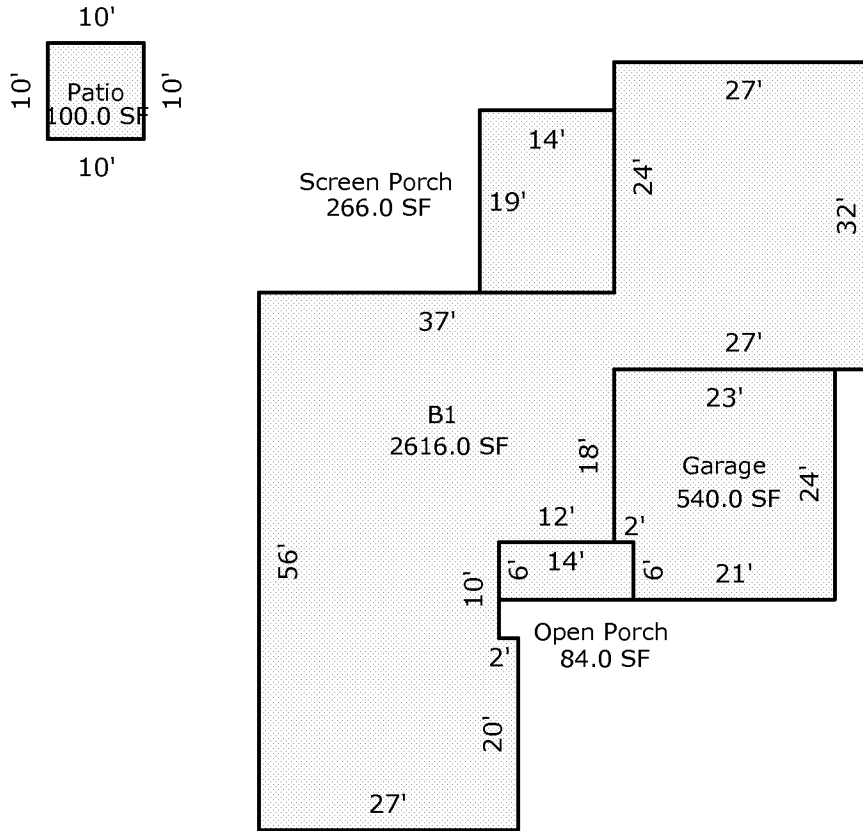 10'
10'
Patio
100.0 SF
10'
10'
27'
14'
24'
Screen Porch
266.0 SF
19'
32'
37'
27'
B1
2616.0 SF
23'
18'
Garage
540.0 SF
24'
12'
2'
56'
10'
6'
14'
6'
21'
Open Porch
84.0 SF
2'
20'
27'